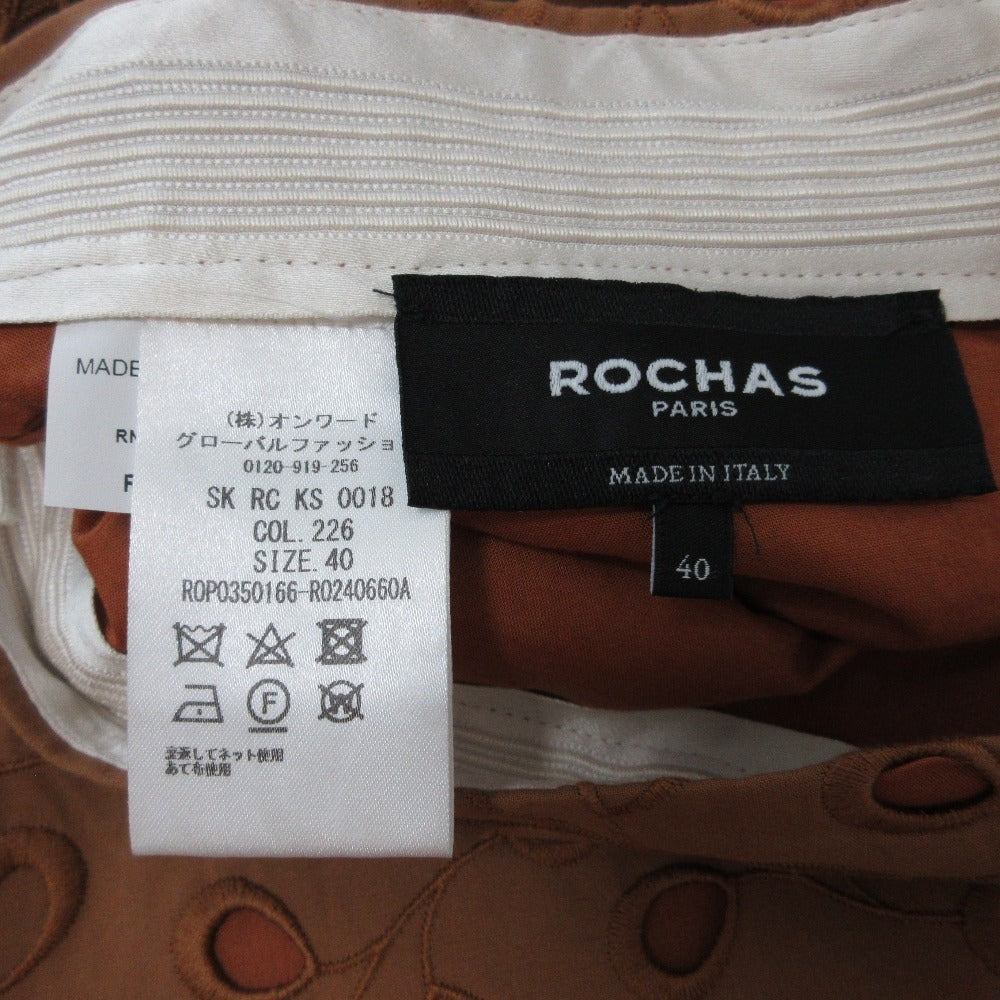 ROCHAS
PARIS
MADE IN ITALY
40
MADE
RN
F
(株)オンワード
グローバルファッショ
0120-919-256
SK RC KS 0018
COL. 226
SIZE. 40
ROP0350166-RO240660A
F
W
裏返してネット使用
あて布使用